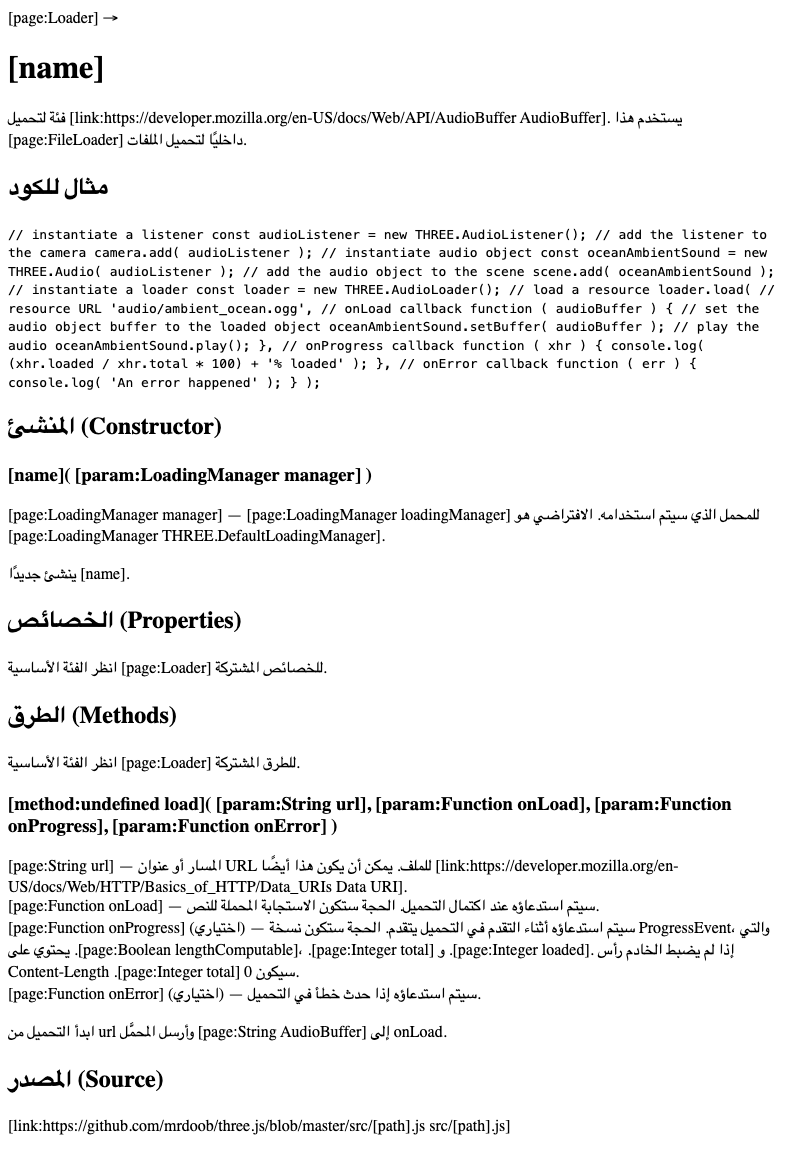 [page:Loader] →
[name]
فئة لتحميل [link:https://developer.mozilla.org/en-US/docs/Web/API/AudioBuffer AudioBuffer]. يستخدم هذا
[page:FileLoader] داخليًا لتحميل الملفات.
مثال للكود
// instantiate a listener const audioListener = new THREE.AudioListener(); // add the listener to
the camera camera.add( audioListener ); // instantiate audio object const oceanAmbientSound = new
THREE.Audio( audioListener ); // add the audio object to the scene scene.add( oceanAmbientSound );
// instantiate a loader const loader = new THREE.AudioLoader(); // load a resource loader.load( //
resource URL 'audio/ambient_ocean.ogg', // onLoad callback function ( audioBuffer ) { // set the
audio object buffer to the loaded object oceanAmbientSound.setBuffer( audioBuffer ); // play the
audio oceanAmbientSound.play(); }, // onProgress callback function ( xhr ) { console.log(
(xhr.loaded / xhr.total * 100) + '% loaded' ); }, // onError callback function ( err ) {
console.log( 'An error happened' ); } );
المنشئ (Constructor)
[name]( [param:LoadingManager manager] )
[page:LoadingManager manager] — [page:LoadingManager loadingManager] للمحمل الذي سيتم استخدامه. الافتراضي هو
[page:LoadingManager THREE.DefaultLoadingManager].
ينشئ جديدًا [name].
الخصائص (Properties)
انظر الفئة الأساسية [page:Loader] للخصائص المشتركة.
الطرق (Methods)
انظر الفئة الأساسية [page:Loader] للطرق المشتركة.
[method:undefined load]( [param:String url], [param:Function onLoad], [param:Function
onProgress], [param:Function onError] )
[page:String url] — المسار أو عنوان URL للملف. يمكن أن يكون هذا أيضًا [link:https://developer.mozilla.org/en-
US/docs/Web/HTTP/Basics_of_HTTP/Data_URIs Data URI].
[page:Function onLoad] — سيتم استدعاؤه عند اكتمال التحميل. الحجة ستكون الاستجابة المحملة للنص.
[page:Function onProgress] (اختياري) — سيتم استدعاؤه أثناء التقدم في التحميل يتقدم. الحجة ستكون نسخة ProgressEvent، والتي
يحتوي على .[page:Boolean lengthComputable]، .[page:Integer total] و .[page:Integer loaded]. إذا لم يضبط الخادم رأس
Content-Length .[page:Integer total] سيكون 0.
[page:Function onError] (اختياري) — سيتم استدعاؤه إذا حدث خطأ في التحميل.
ابدأ التحميل من url وأرسل المحمَّل [page:String AudioBuffer] إلى onLoad.
المصدر (Source)
[link:https://github.com/mrdoob/three.js/blob/master/src/[path].js src/[path].js]